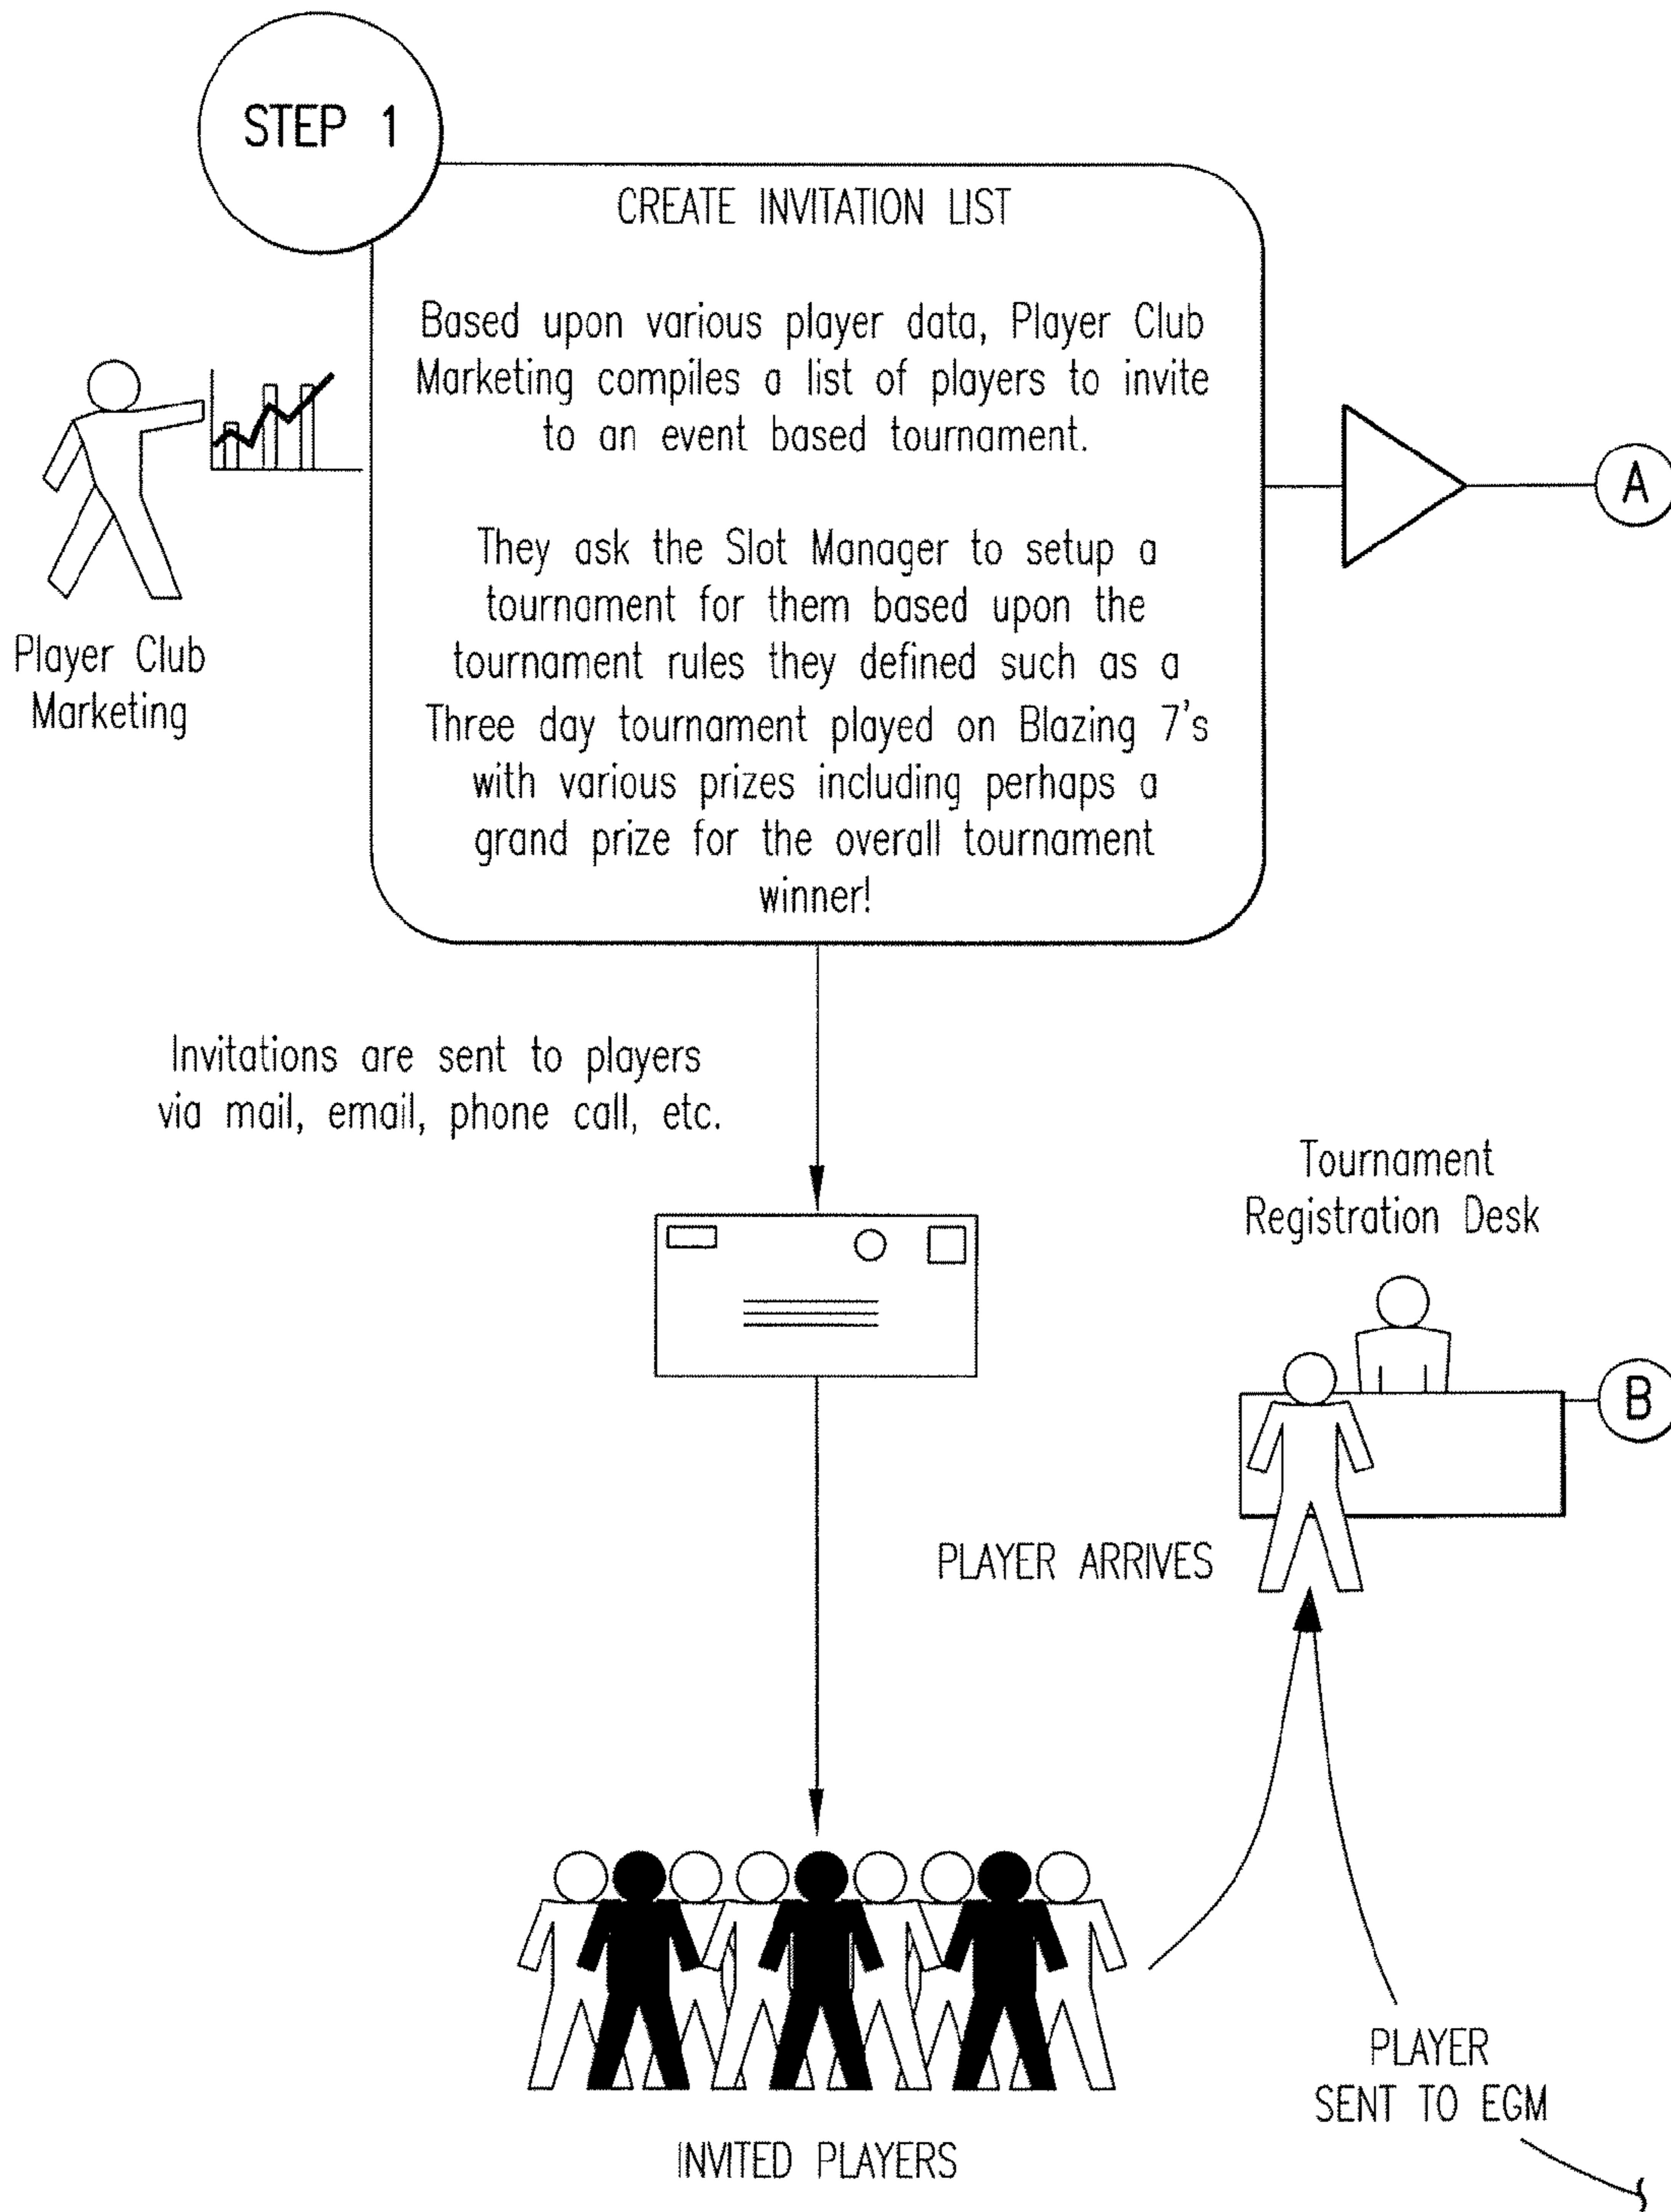 STEP 1
CREATE INVITATION LIST
Based upon various player data, Player Club
Marketing compiles a list of players to invite
to an event based tournament.
They ask the Slot Manager to setup a
tournament for them based upon the
tournament rules they defined such as a
Three day tournament played on Blazing 7's
with various prizes including perhaps a
grand prize for the overall tournament
winner!
A
Player Club
Marketing
Invitations are sent to players
via mail, email, phone call, etc.
Tournament
Registration Desk
B
PLAYER ARRIVES
PLAYER
SENT TO EGM
INVITED PLAYERS